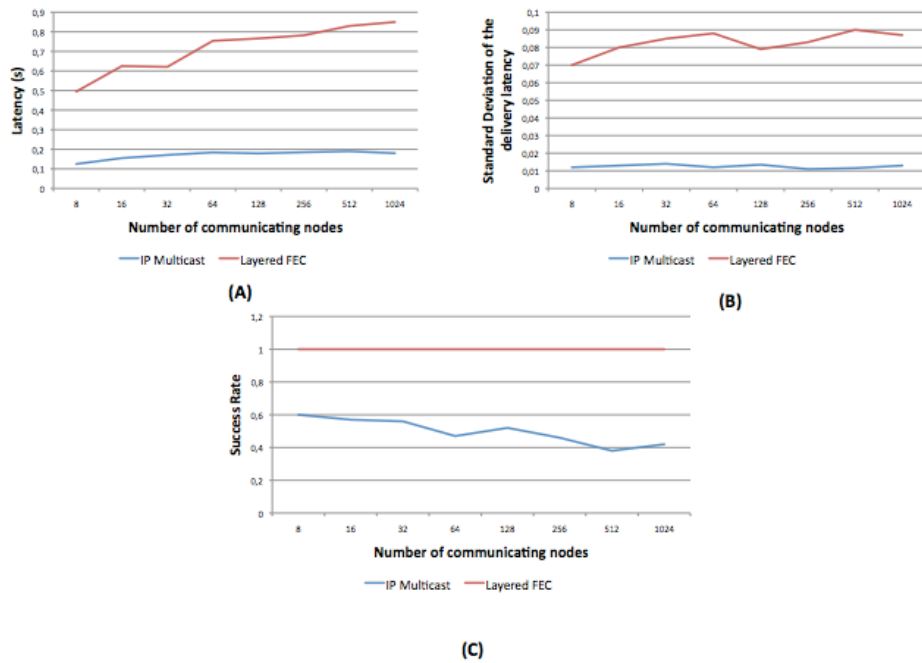 0,9
0,8
0,7
0,6
0,5
0,4
0,3
0,2
0,1
0
Latency (s)
8 16 32 64 128 256 512 1024
Number of communicating nodes
IP Multicast Layered FEC
(A)
0,1
0,09
0,08
0,07
0,06
0,05
0,04
0,03
0,02
0,01
0
Standard Deviation of the
delivery latency
8 16 32 64 128 256 512 1024
Number of communicating nodes
IP Multicast Layered FEC
(B)
1,2
1
0,8
0,6
0,4
0,2
0
Success Rate
8 16 32 64 128 256 512 1024
Number of communicating nodes
IP Multicast Layered FEC
(C)